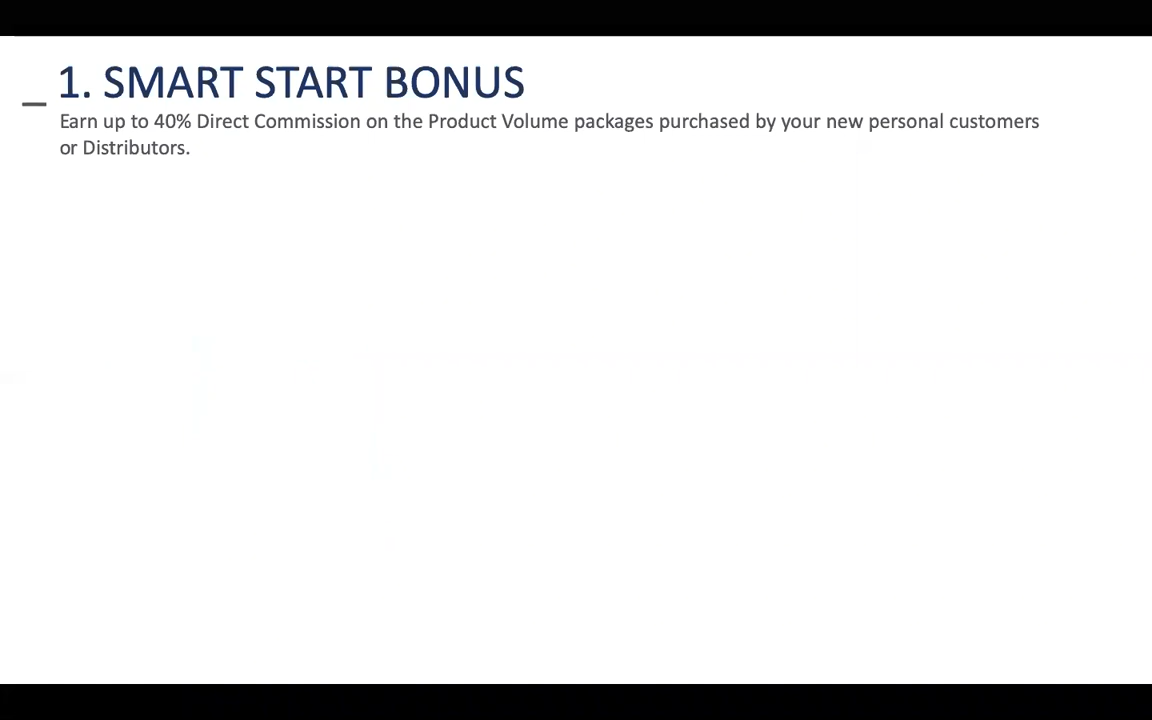 1. SMART START BONUS
Earn up to 40% Direct Commission on the Product Volume packages purchased by your new personal customers
or Distributors.